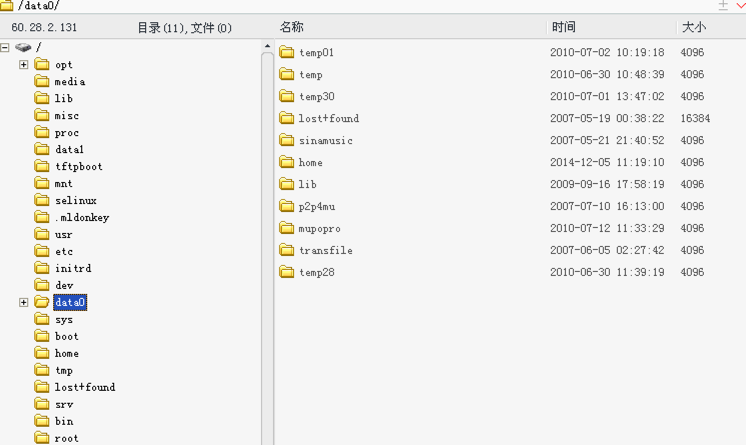 /data0/
60.28.2.131 目录(11),文件(0)
/
opt
media
lib
misc
proc
data1
tftpboot
mnt
selinux
.mldonkey
usr
etc
initrd
dev
data0
sys
boot
home
tmp
lost+found
srv
bin
root
名称 时间 大小
temp01 2010-07-02 10:19:18 4096
temp 2010-06-30 10:48:39 4096
temp30 2010-07-01 13:47:02 4096
lost+found 2007-05-19 00:38:22 16384
sinamusic 2007-05-21 21:40:52 4096
home 2014-12-05 11:19:10 4096
lib 2009-09-16 17:58:19 4096
p2p4mu 2007-07-10 16:13:00 4096
mupopro 2010-07-12 11:33:29 4096
transfile 2007-06-05 02:27:42 4096
temp28 2010-06-30 11:39:19 4096